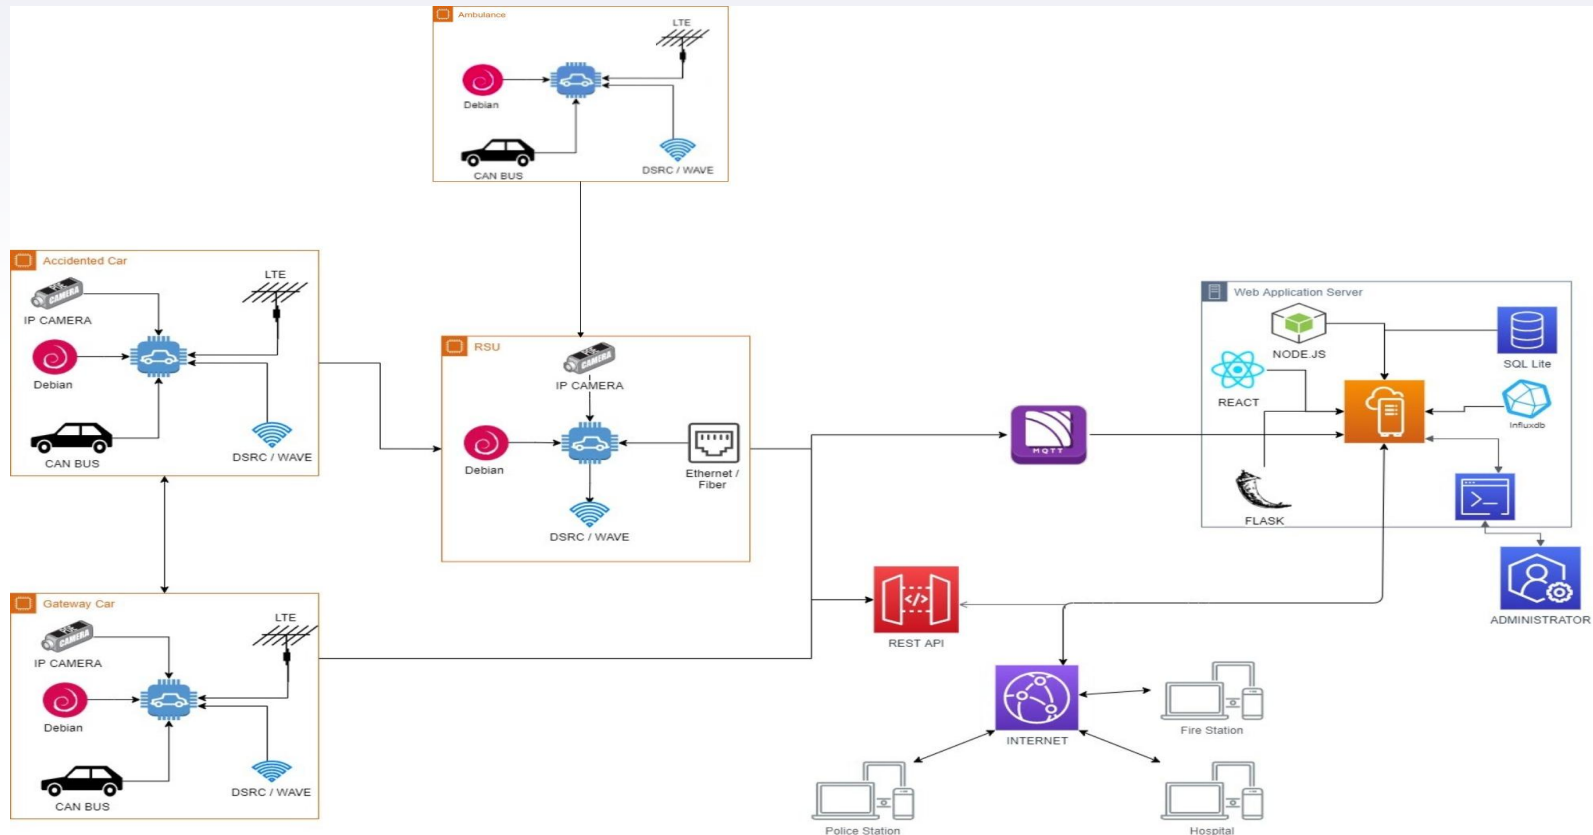 Ambulance
LTE
Debian
CAN BUS
DSRC / WAVE
Accidented Car
CAMERA
IP CAMERA
LTE
Debian
CAN BUS
DSRC / WAVE
RSU
CAMERA
IP CAMERA
Debian
Ethernet /
Fiber
DSRC / WAVE
Gateway Car
CAMERA
IP CAMERA
LTE
Debian
CAN BUS
DSRC / WAVE
MQTT
</>
REST API
Web Application Server
NODE.JS
SQL Lite
REACT
Influxdb
FLASK
>_
ADMINISTRATOR
INTERNET
Fire Station
Police Station
Hospital